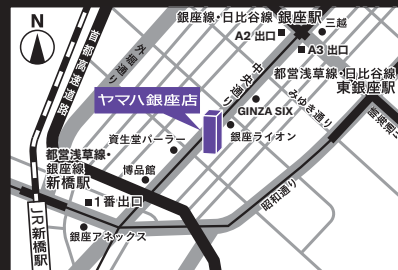 N
銀座線・日比谷線 銀座駅
三越
A2 出口
A3 出口
首都高速道路
外堀通り
中央通り
都営浅草線・日比谷線
東銀座駅
みゆき通り
ヤマハ銀座店
GINZA SIX
銀座ライオン
資生堂パーラー
都営浅草線・
銀座線
新橋駅
博品館
1番出口
昭和通り
銀座アネックス
JR新橋駅